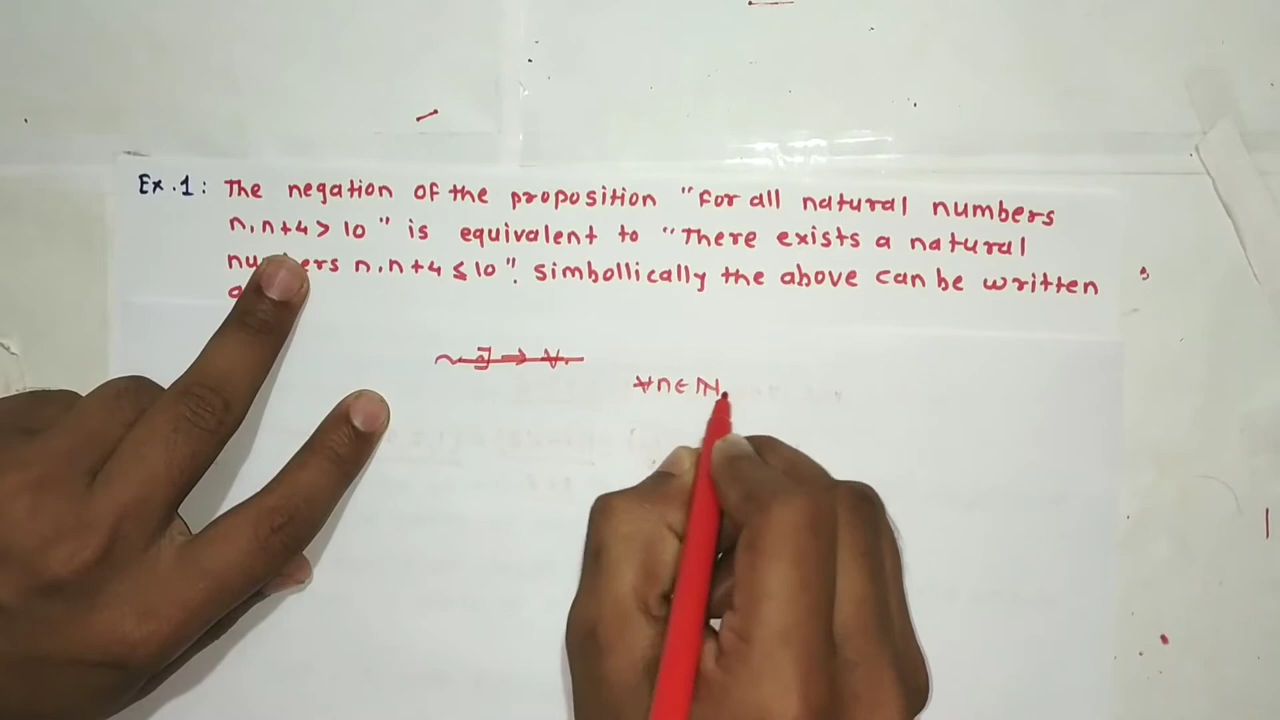 Ex.1: The negation of the proposition "For all natural numbers
n, n+4 > 10" is equivalent to "There exists a natural
numbers n, n+4 ≤ 10". simbollically the above can be written
∀n∈ℕ,